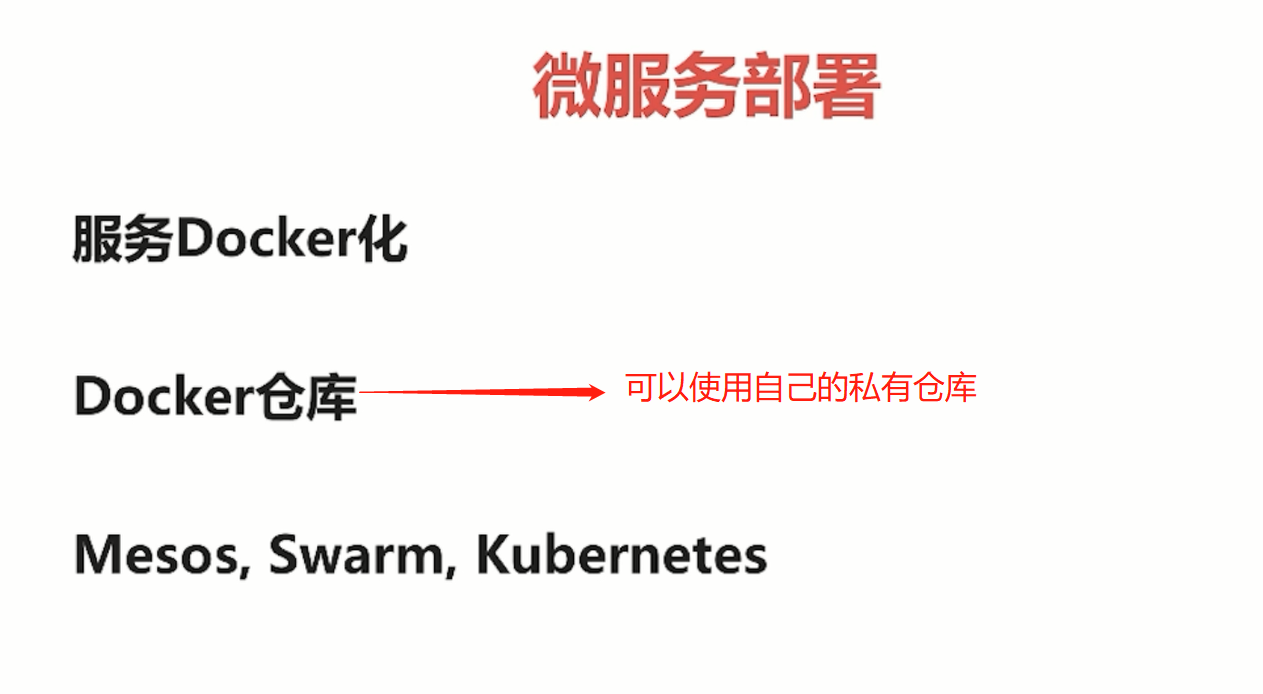 微服务部署
服务Docker化
Docker仓库
可以使用自己的私有仓库
Mesos, Swarm, Kubernetes